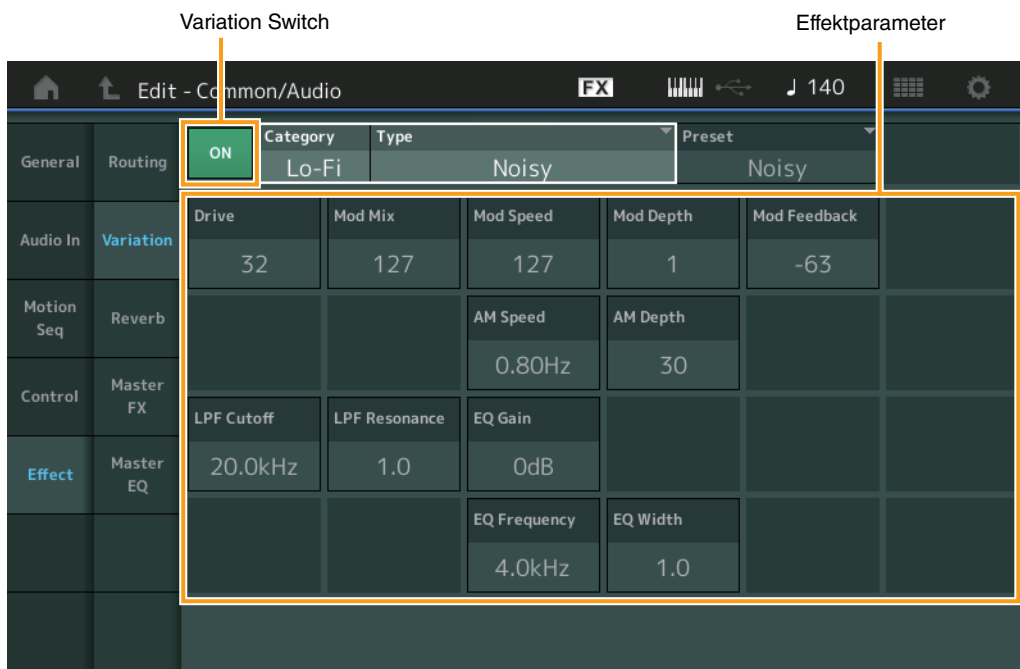 Variation Switch
Effektparameter
Edit - Common/Audio
FX
140
General
Routing
ON
Category
Lo-Fi
Type
Noisy
Preset
Noisy
Audio In
Variation
Drive
32
Mod Mix
127
Mod Speed
127
Mod Depth
1
Mod Feedback
-63
Motion
Seq
Reverb
AM Speed
0.80Hz
AM Depth
30
Control
Master
FX
LPF Cutoff
20.0kHz
LPF Resonance
1.0
EQ Gain
0dB
Effect
Master
EQ
EQ Frequency
4.0kHz
EQ Width
1.0